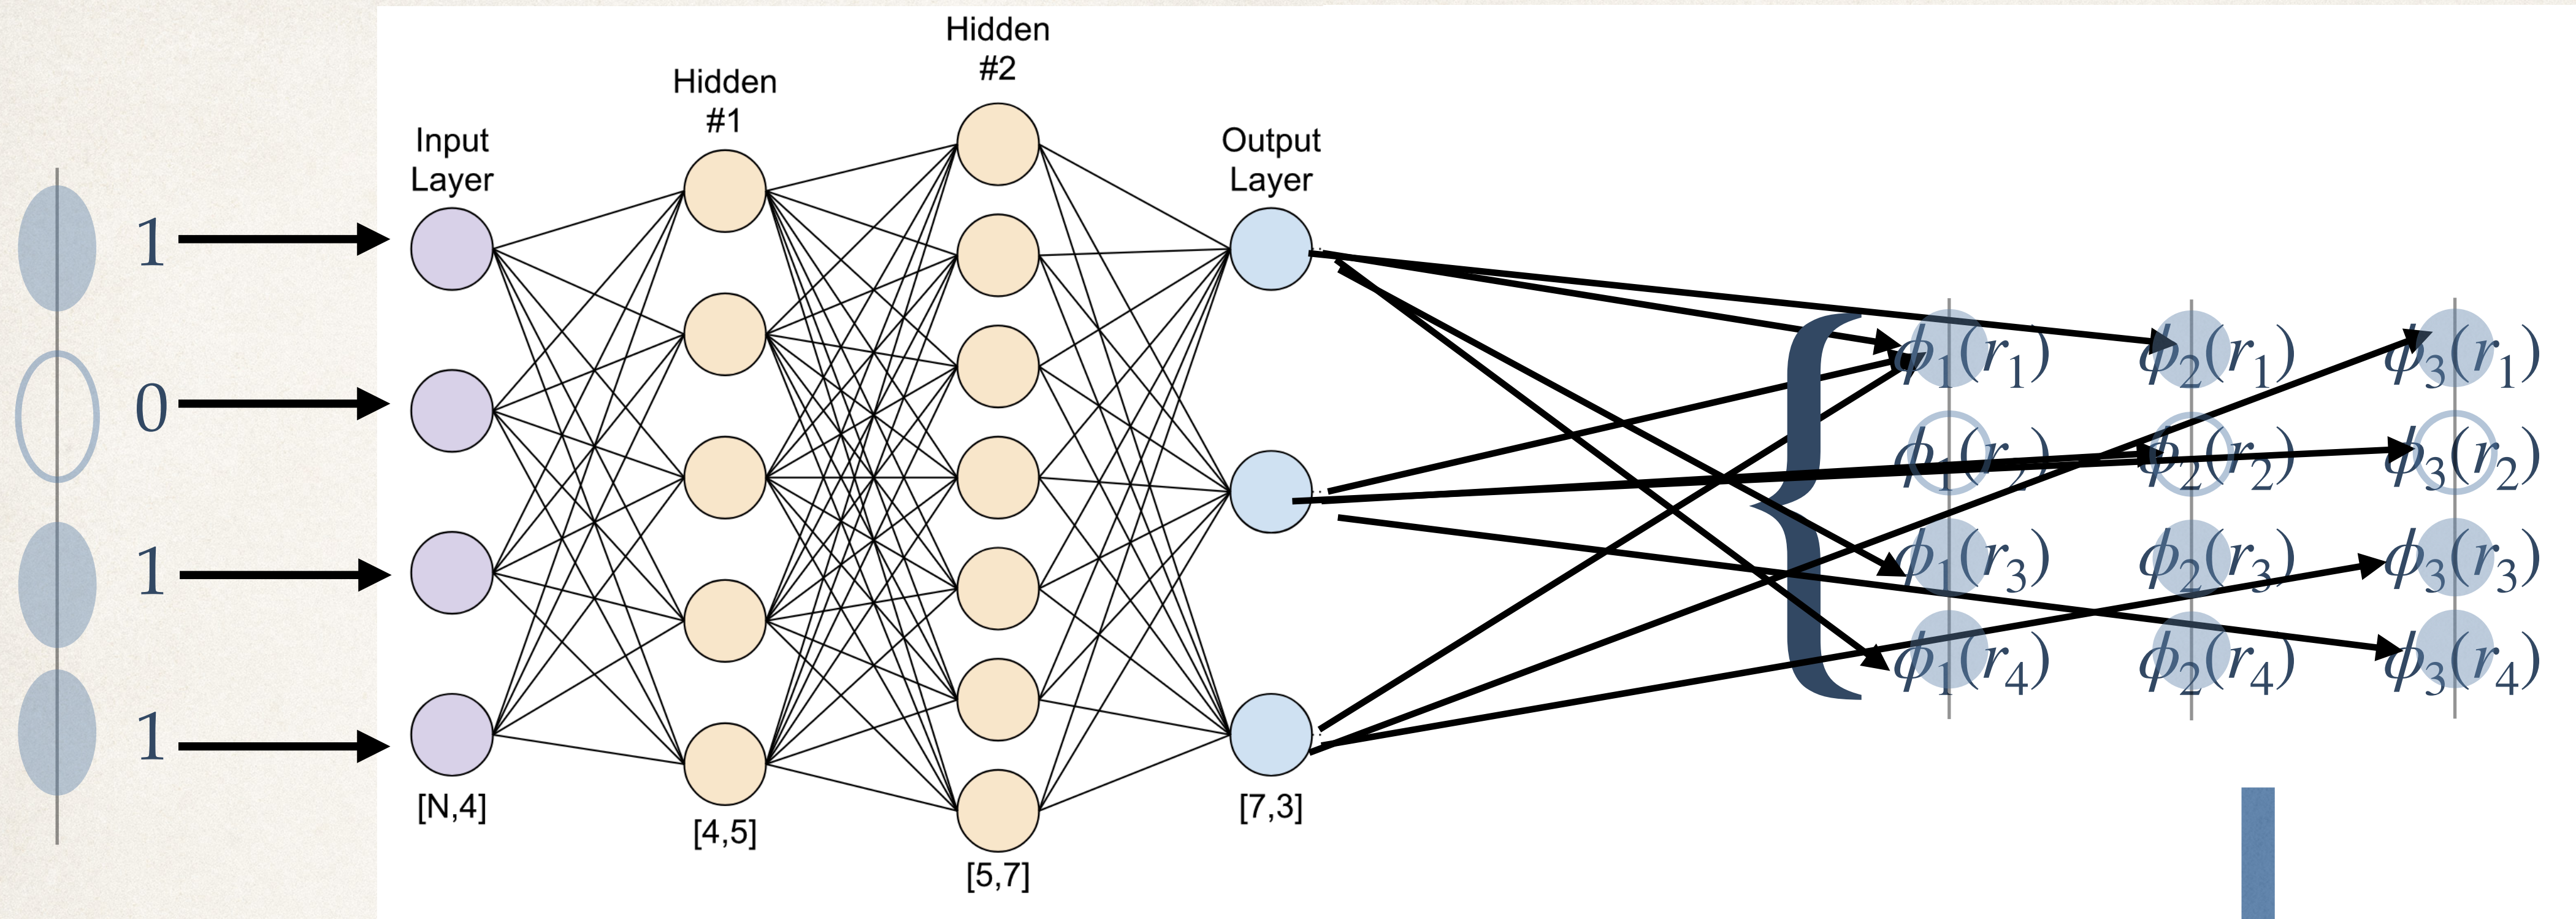 Hidden
#2
Hidden
#1
Input
Layer
Output
Layer
1
0
1
1
ϕ₁(r₁) ϕ₂(r₁) ϕ₃(r₁)
ϕ₁(r₂) ϕ₂(r₂) ϕ₃(r₂)
ϕ₁(r₃) ϕ₂(r₃) ϕ₃(r₃)
ϕ₁(r₄) ϕ₂(r₄) ϕ₃(r₄)
[N,4]
[4,5]
[5,7]
[7,3]